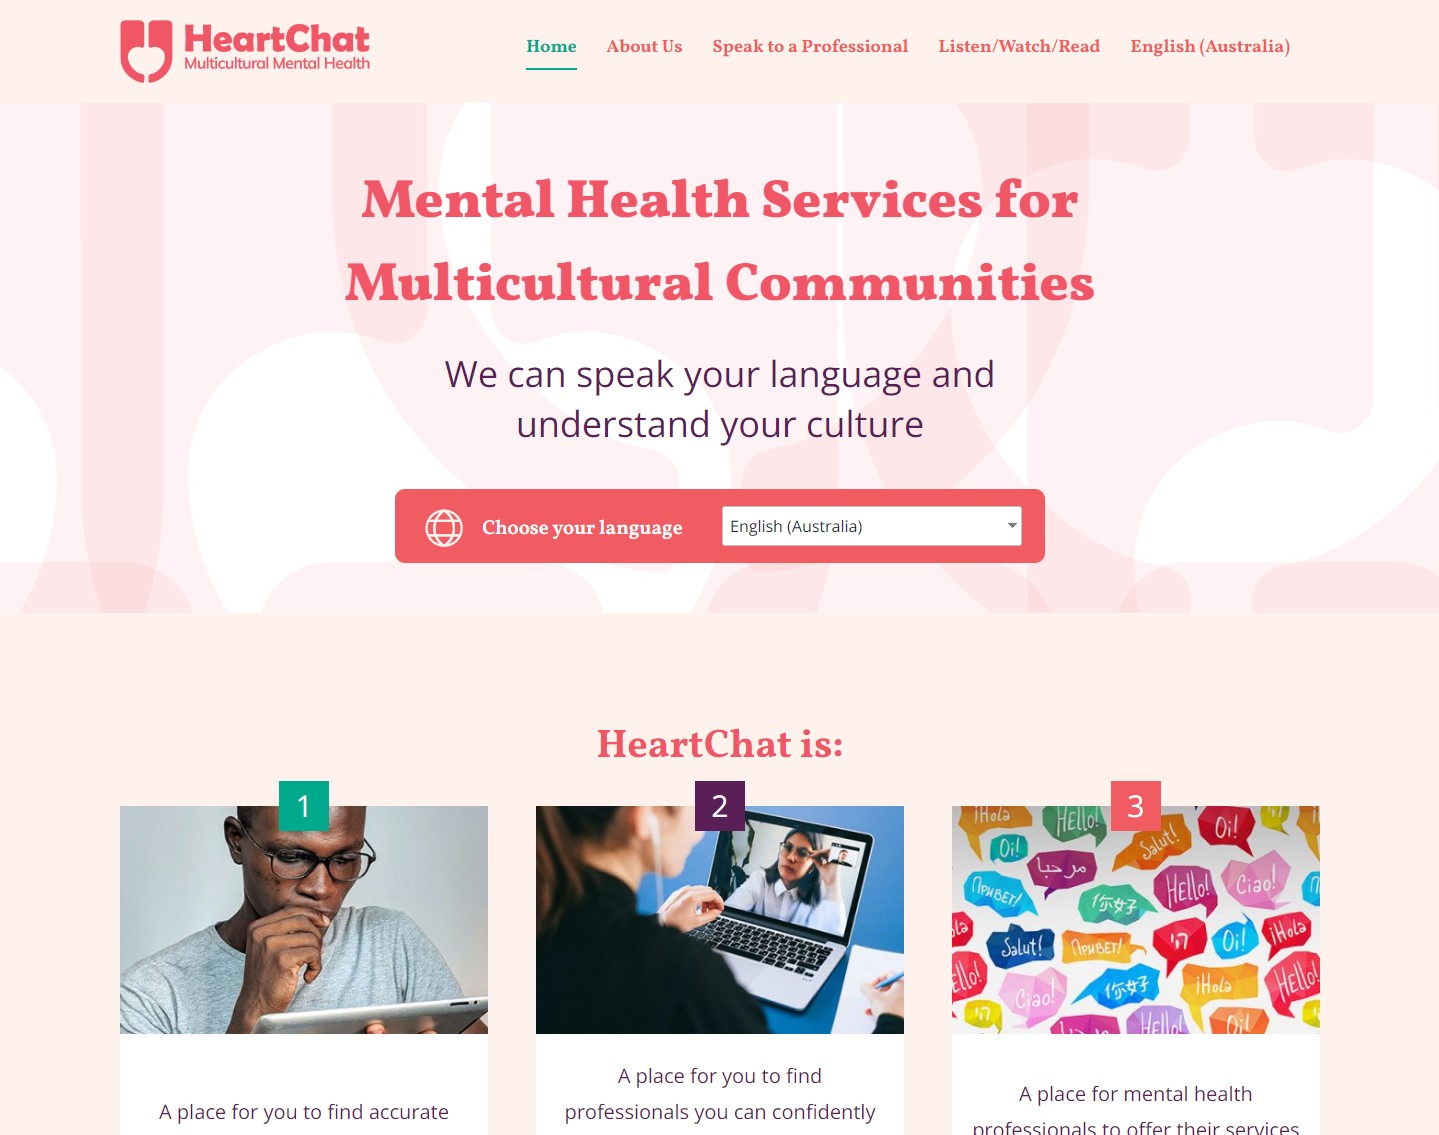 HeartChat
Multicultural Mental Health
Home
About Us
Speak to a Professional
Listen/Watch/Read
English (Australia)
Mental Health Services for
Multicultural Communities
We can speak your language and
understand your culture
Choose your language
English (Australia)
HeartChat is:
1
2
3
¡Hola
Hello!
Oi!
Oi!
Salut!
مرحبا
Привет!
你好
Hello!
Ciao!
Salut!
Привет!
היי
Oi!
¡Hola
Hello!
Ciao!
你好
¡Hola
Hello!
Hello!
Oi!
A place for you to find accurate
A place for you to find
professionals you can confidently
A place for mental health
professionals to offer their services